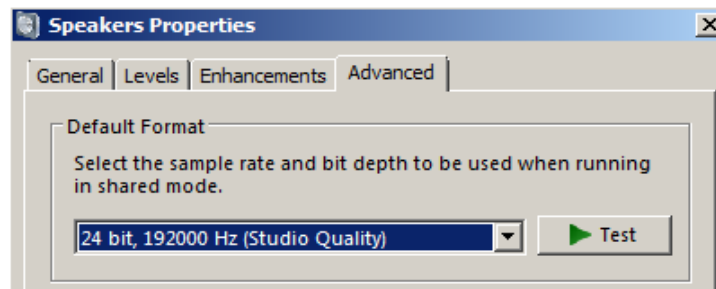 Speakers Properties
General Levels Enhancements Advanced
Default Format
Select the sample rate and bit depth to be used when running
in shared mode.
24 bit, 192000 Hz (Studio Quality) Test